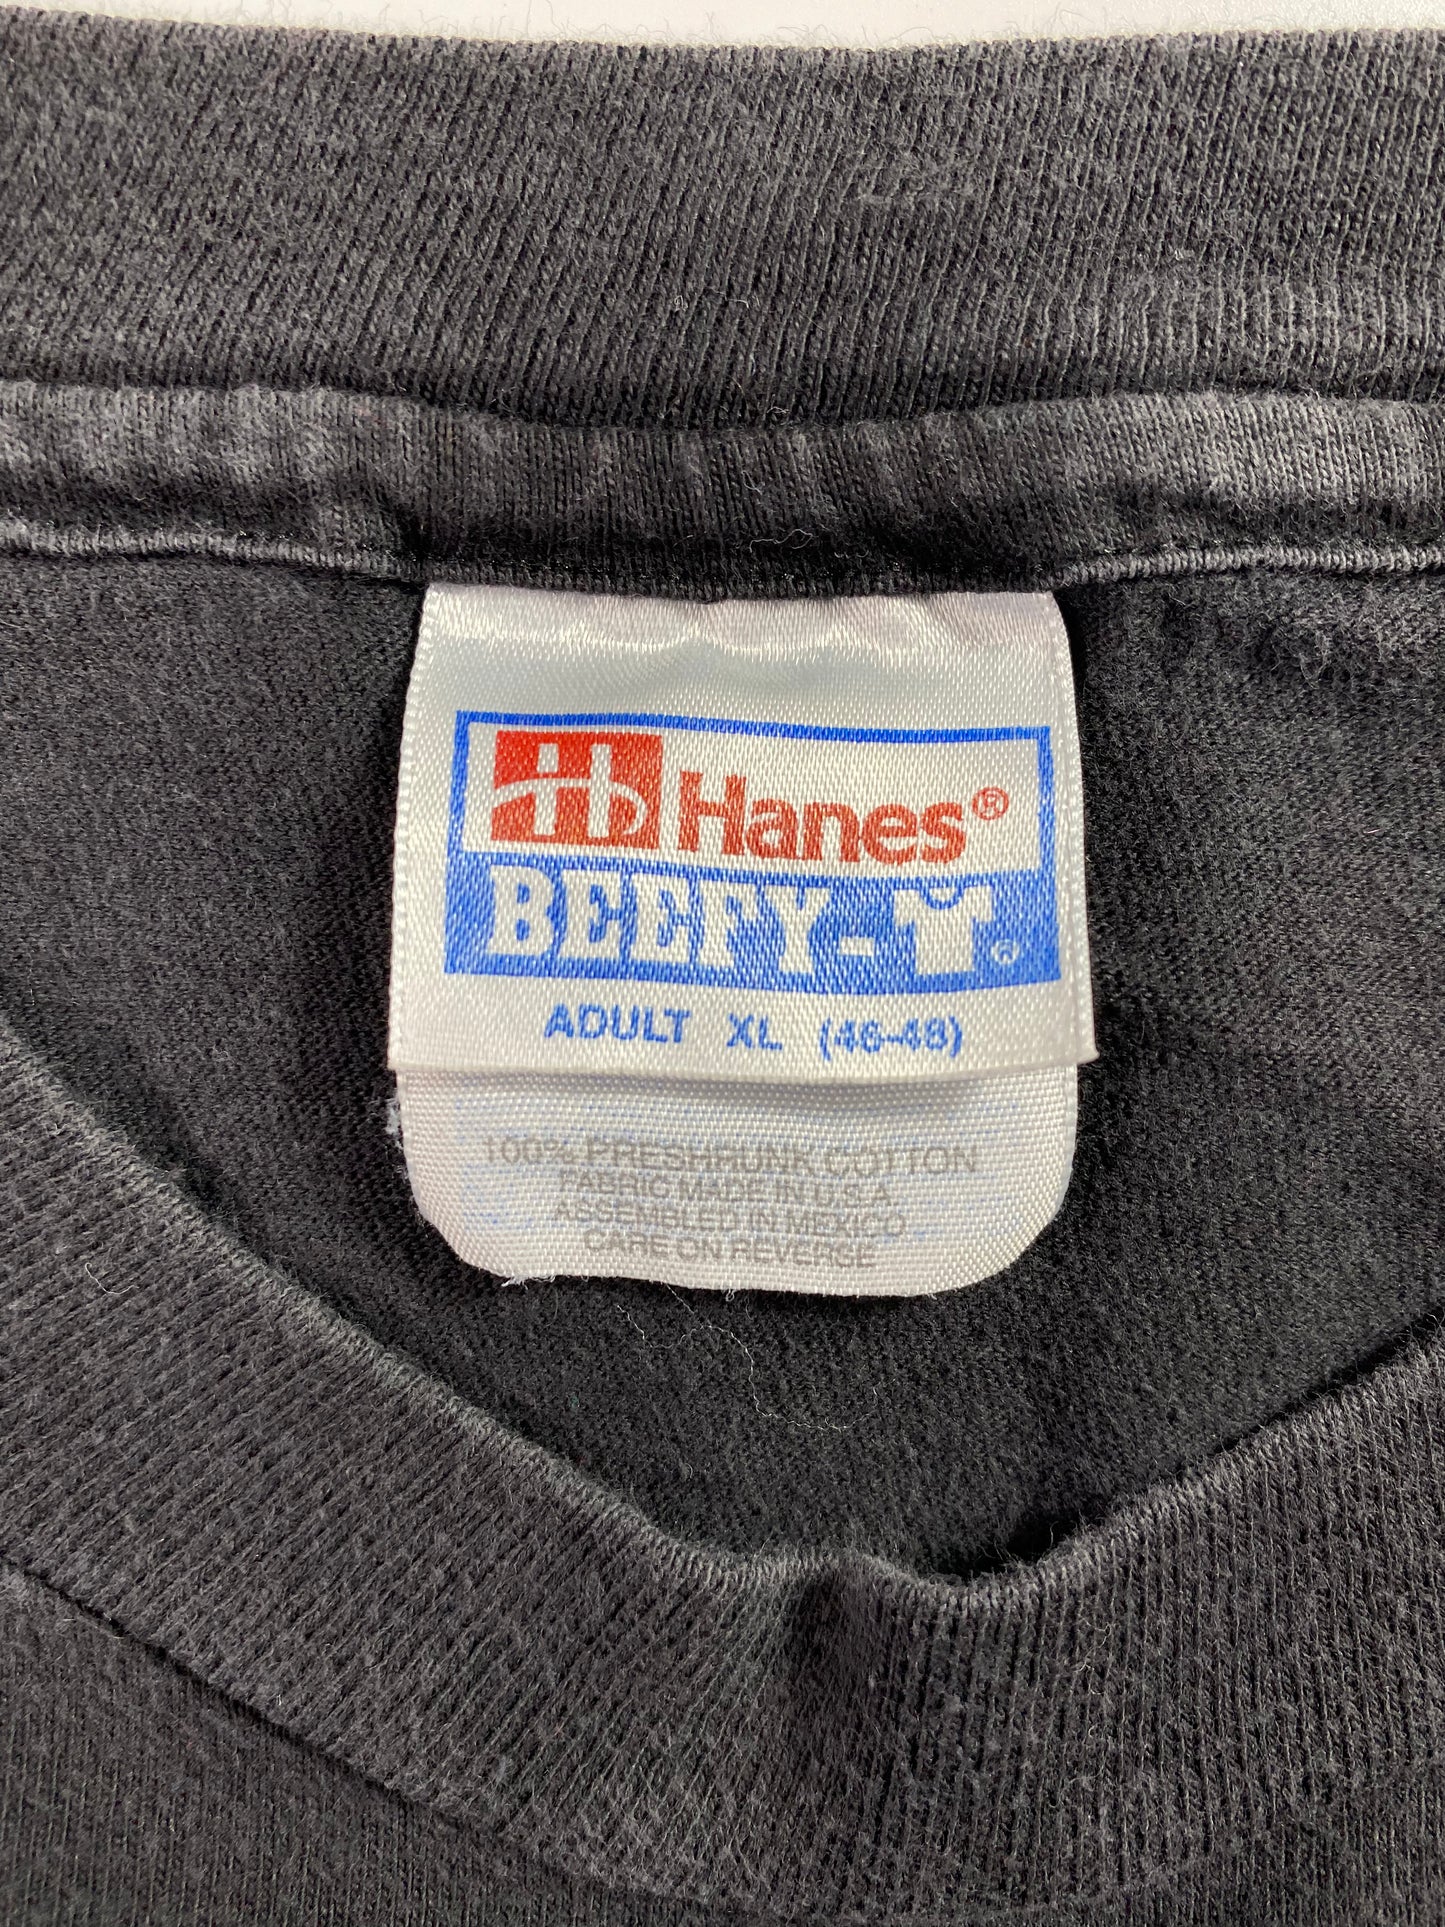 Hanes®
BEEFY-T®
ADULT XL (46-48)
100% PRESHRUNK COTTON
FABRIC MADE IN U.S.A
ASSEMBLED IN MEXICO
CARE ON REVERSE